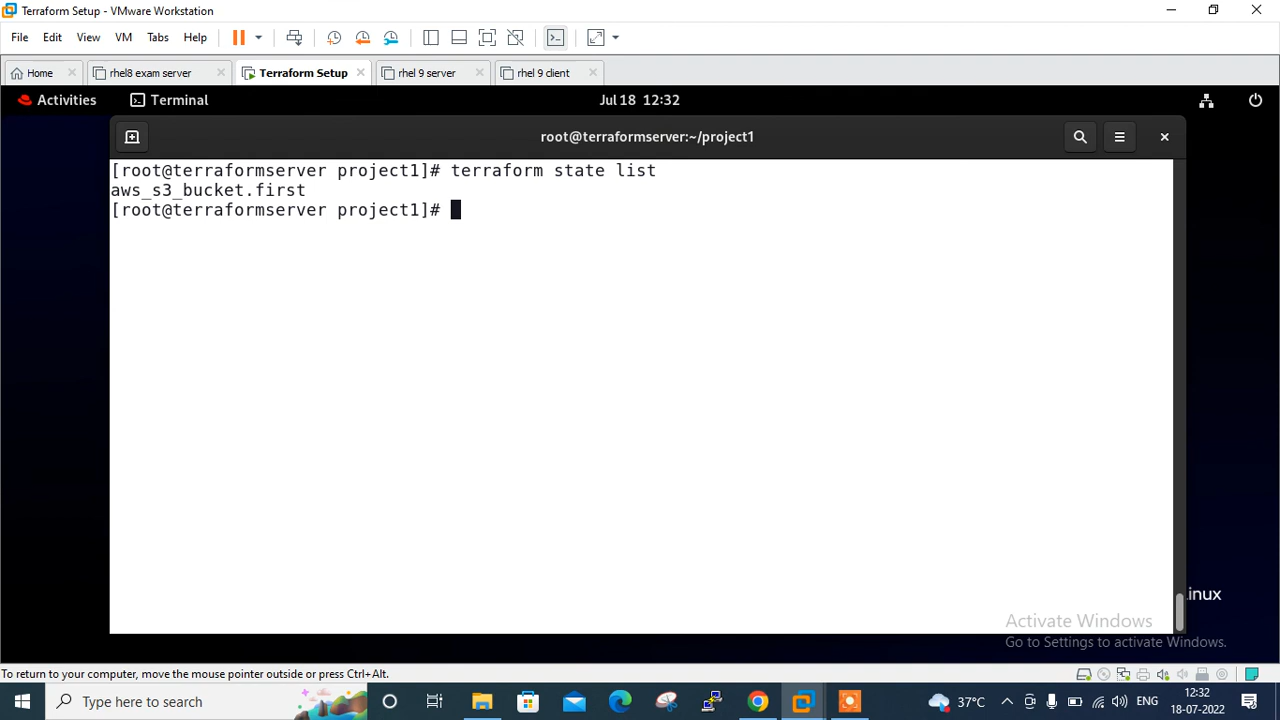 Terraform Setup - VMware Workstation
File Edit View VM Tabs Help
Home rhel8 exam server Terraform Setup rhel 9 server rhel 9 client
Activities Terminal Jul 18 12:32
root@terraformserver:~/project1
[root@terraformserver project1]# terraform state list
aws_s3_bucket.first
[root@terraformserver project1]#
inux
Activate Windows
Go to Settings to activate Windows.
To return to your computer, move the mouse pointer outside or press Ctrl+Alt.
Type here to search 37°C ENG 12:32
18-07-2022